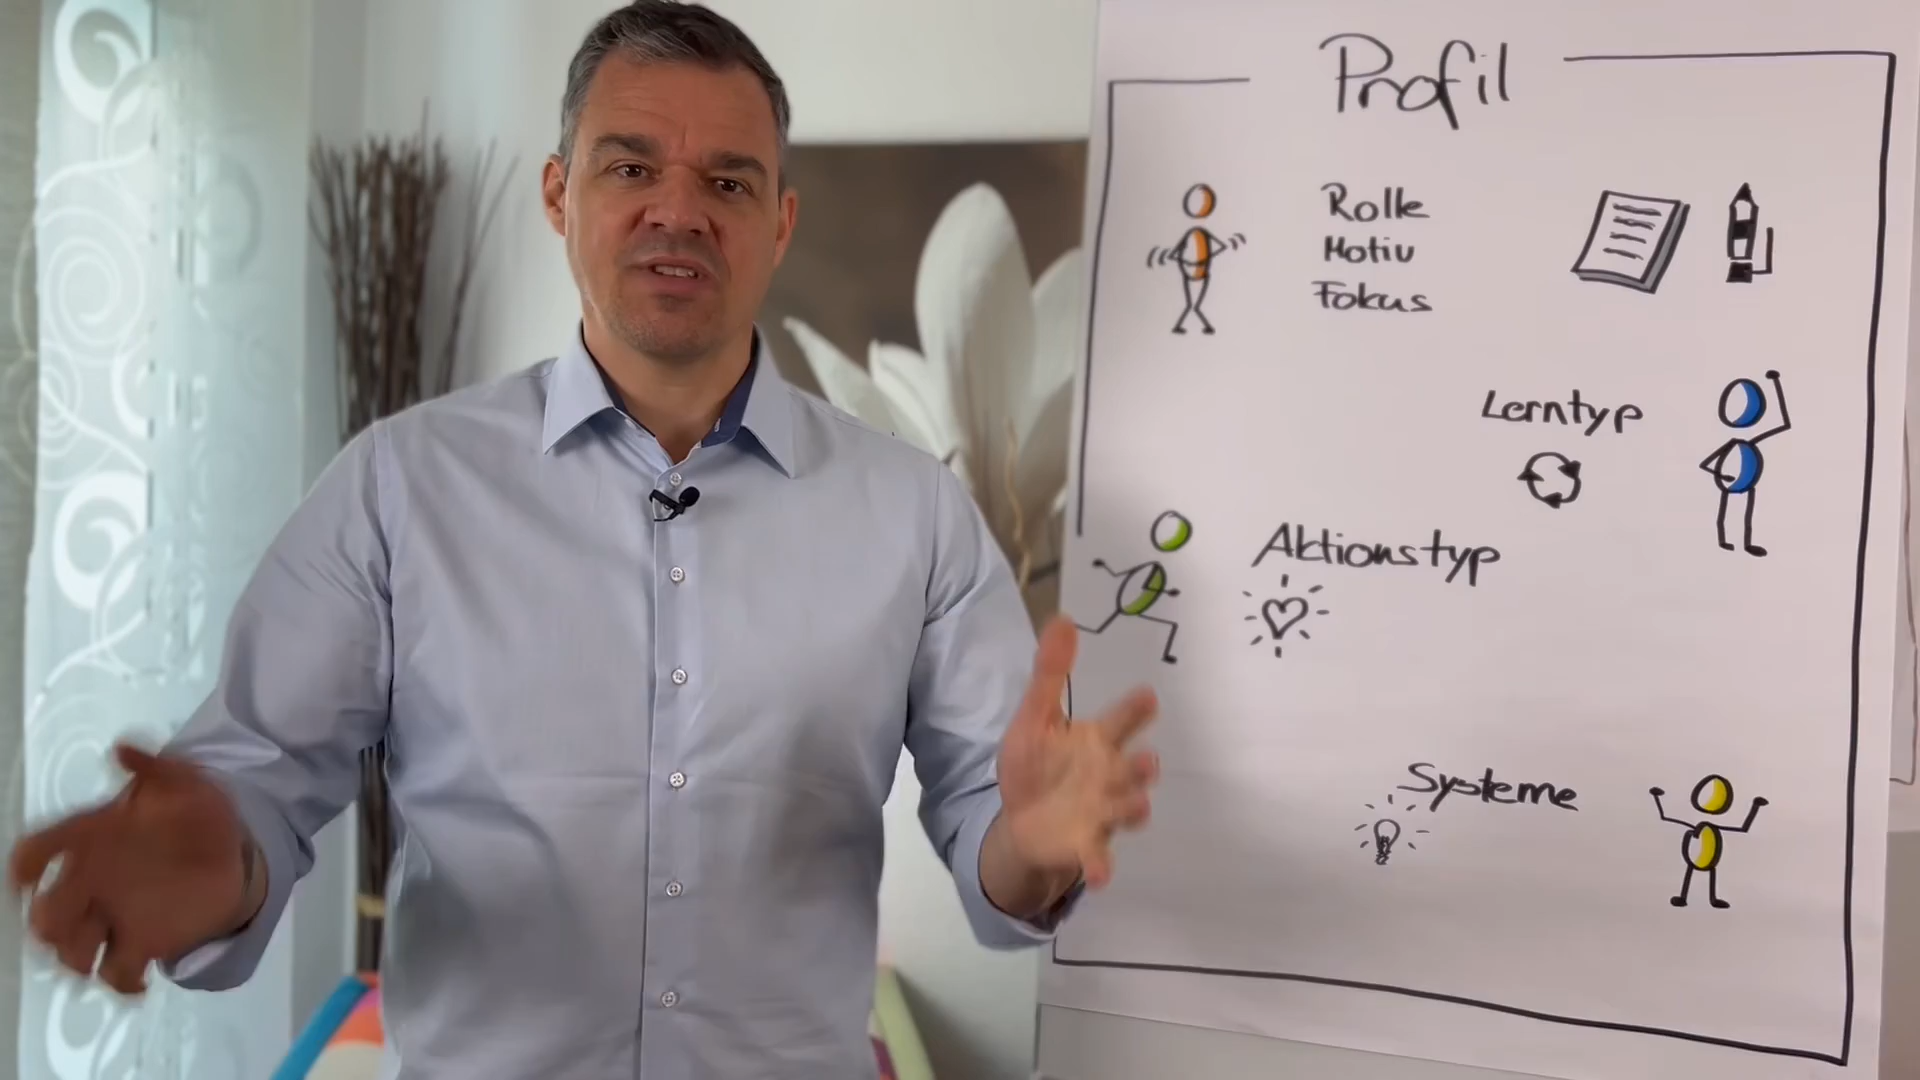 Profil
Rolle
Motiv
Fokus
Lerntyp
Aktionstyp
Systeme